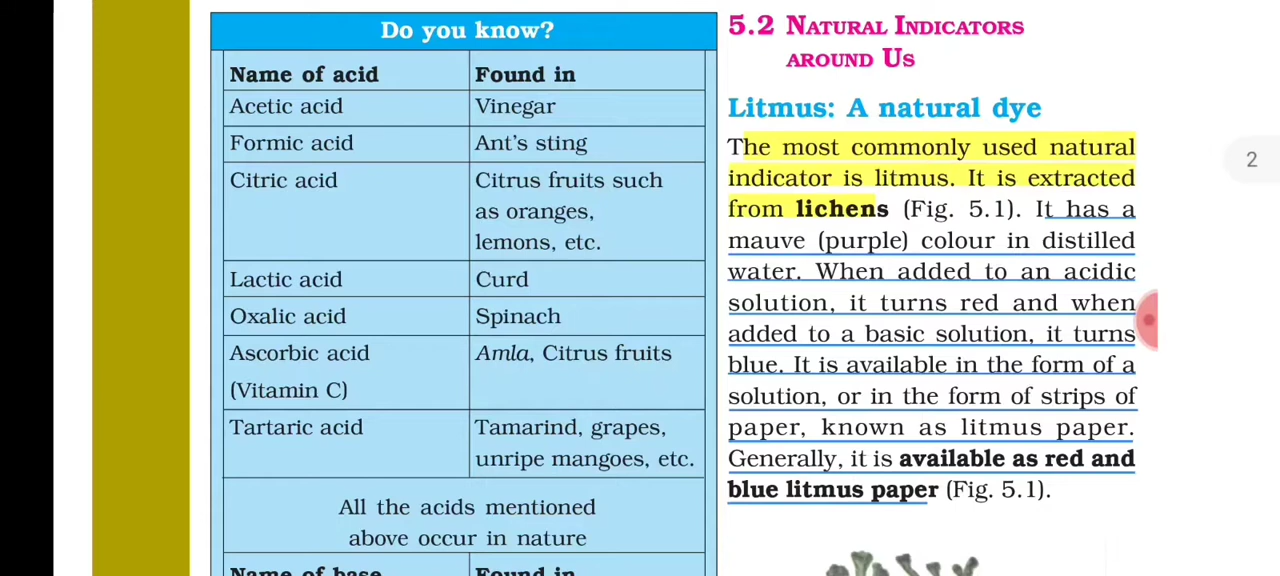 Do you know?
Name of acid Found in
Acetic acid Vinegar
Formic acid Ant's sting
Citric acid Citrus fruits such
as oranges,
lemons, etc.
Lactic acid Curd
Oxalic acid Spinach
Ascorbic acid Amla, Citrus fruits
(Vitamin C)
Tartaric acid Tamarind, grapes,
unripe mangoes, etc.
All the acids mentioned
above occur in nature
Name of base Found in
5.2 NATURAL INDICATORS
AROUND US
Litmus: A natural dye
The most commonly used natural
indicator is litmus. It is extracted
from lichens (Fig. 5.1). It has a
mauve (purple) colour in distilled
water. When added to an acidic
solution, it turns red and when
added to a basic solution, it turns
blue. It is available in the form of a
solution, or in the form of strips of
paper, known as litmus paper.
Generally, it is available as red and
blue litmus paper (Fig. 5.1).
2